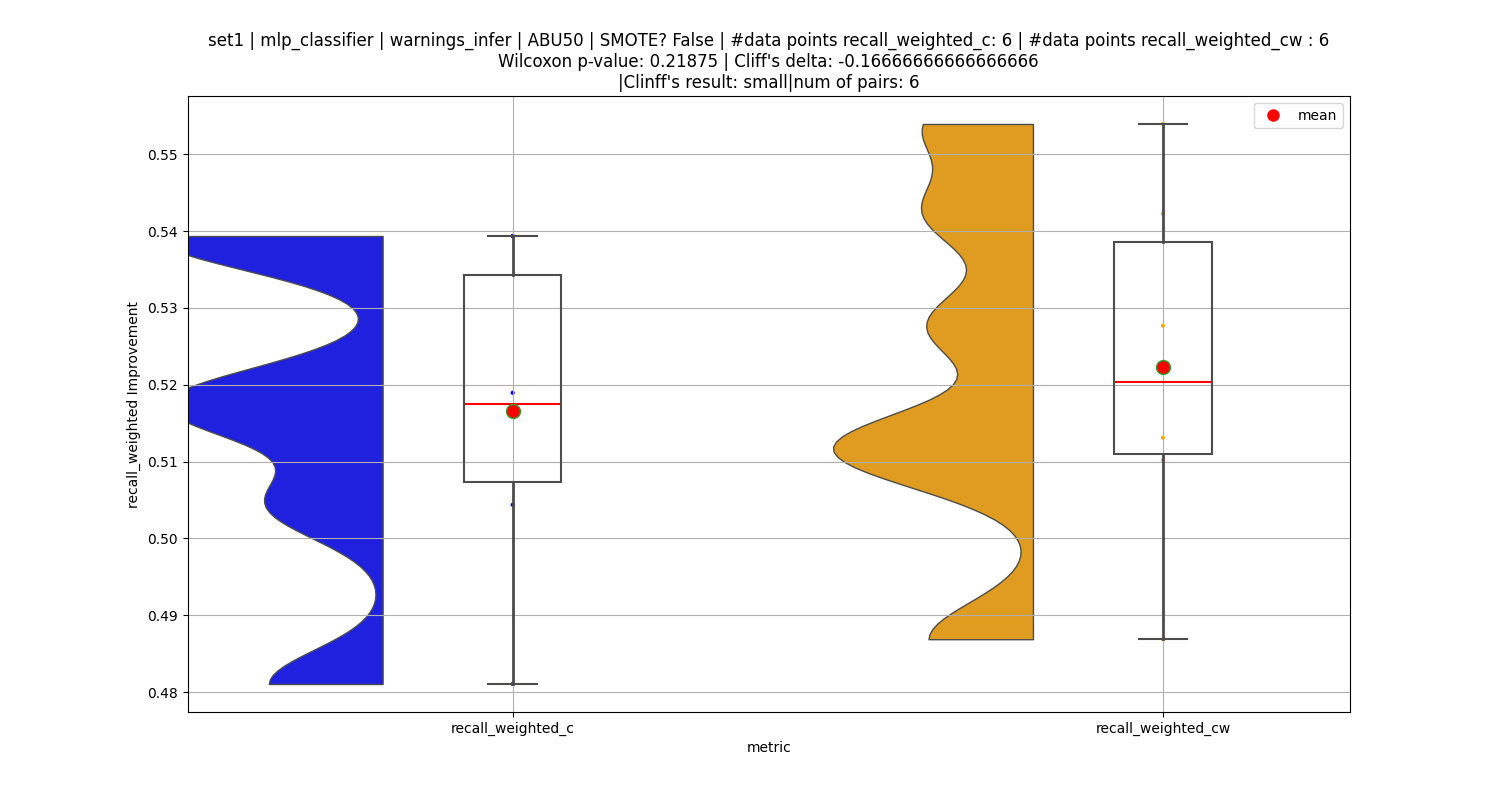 set1 | mlp_classifier | warnings_infer | ABU50 | SMOTE? False | #data points recall_weighted_c: 6 | #data points recall_weighted_cw : 6
Wilcoxon p-value: 0.21875 | Cliff's delta: -0.16666666666666666
|Clinff's result: small|num of pairs: 6
mean
0.55
0.54
0.53
0.52
0.51
0.50
0.49
0.48
recall_weighted Improvement
recall_weighted_c
recall_weighted_cw
metric